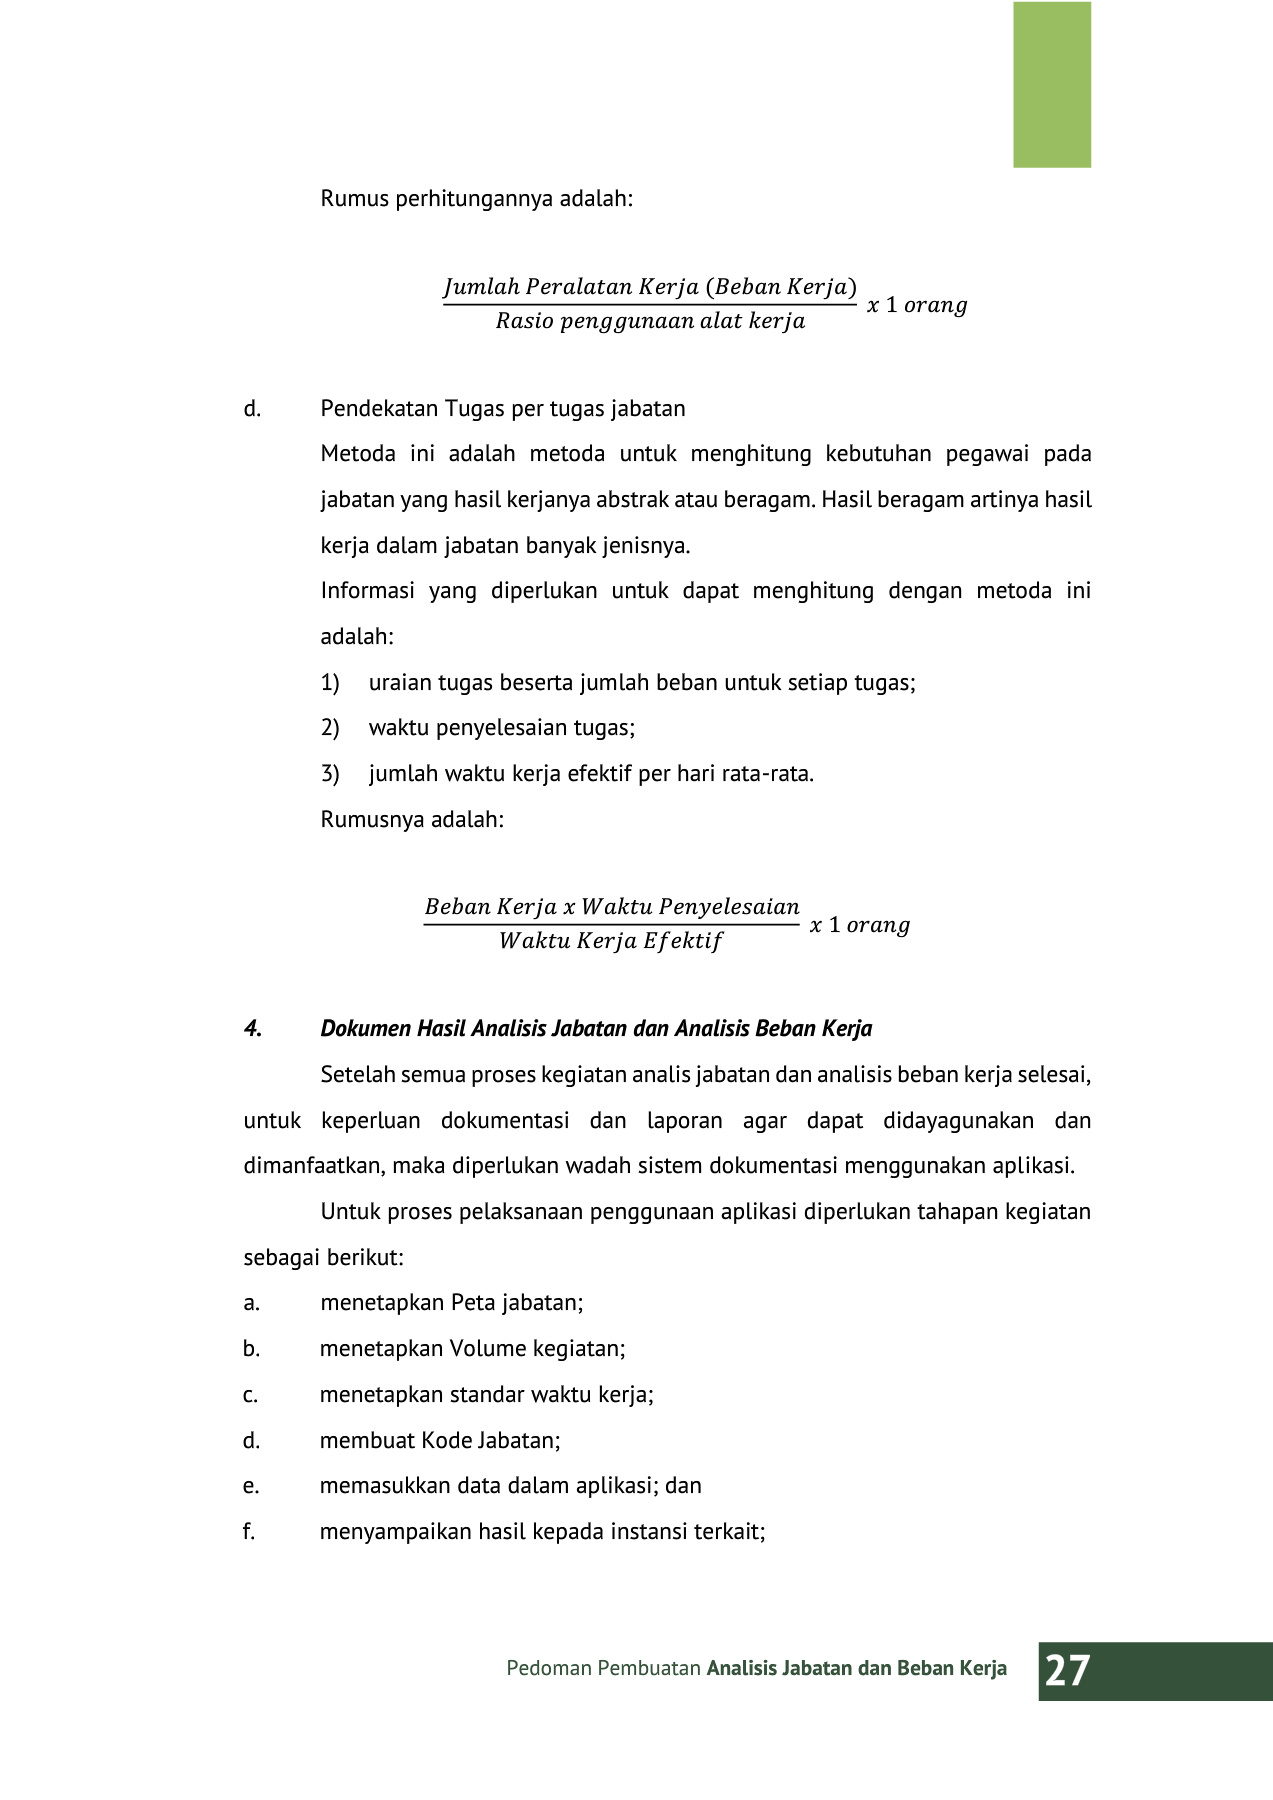 Rumus perhitungannya adalah:
Jumlah Peralatan Kerja (Beban Kerja)
Rasio penggunaan alat kerja
x 1 orang
d. Pendekatan Tugas per tugas jabatan
Metoda ini adalah metoda untuk menghitung kebutuhan pegawai pada
jabatan yang hasil kerjanya abstrak atau beragam. Hasil beragam artinya hasil
kerja dalam jabatan banyak jenisnya.
Informasi yang diperlukan untuk dapat menghitung dengan metoda ini
adalah:
1) uraian tugas beserta jumlah beban untuk setiap tugas;
2) waktu penyelesaian tugas;
3) jumlah waktu kerja efektif per hari rata-rata.
Rumusnya adalah:
Beban Kerja x Waktu Penyelesaian
Waktu Kerja Efektif
x 1 orang
4. Dokumen Hasil Analisis Jabatan dan Analisis Beban Kerja
Setelah semua proses kegiatan analis jabatan dan analisis beban kerja selesai,
untuk keperluan dokumentasi dan laporan agar dapat didayagunakan dan
dimanfaatkan, maka diperlukan wadah sistem dokumentasi menggunakan aplikasi.
Untuk proses pelaksanaan penggunaan aplikasi diperlukan tahapan kegiatan
sebagai berikut:
a. menetapkan Peta jabatan;
b. menetapkan Volume kegiatan;
c. menetapkan standar waktu kerja;
d. membuat Kode Jabatan;
e. memasukkan data dalam aplikasi; dan
f. menyampaikan hasil kepada instansi terkait;
Pedoman Pembuatan Analisis Jabatan dan Beban Kerja 27